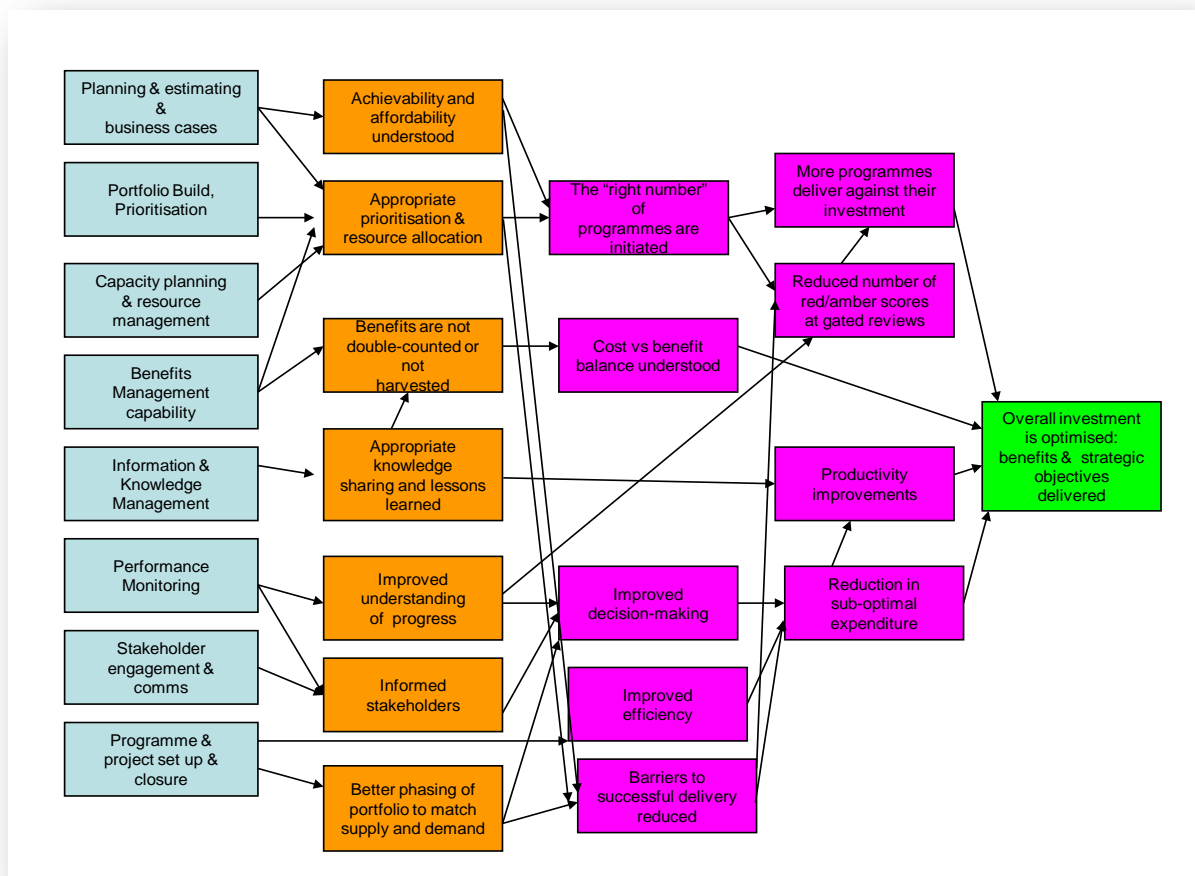 Planning & estimating
&
business cases
Portfolio Build,
Prioritisation
Capacity planning
& resource
management
Benefits
Management
capability
Information &
Knowledge
Management
Performance
Monitoring
Stakeholder
engagement &
comms
Programme &
project set up &
closure
Achievability and
affordability
understood
Appropriate
prioritisation &
resource allocation
Benefits are not
double-counted or
not
harvested
Appropriate
knowledge
sharing and lessons
learned
Improved
understanding
of progress
Informed
stakeholders
Better phasing of
portfolio to match
supply and demand
The “right number”
of
programmes are
initiated
Cost vs benefit
balance understood
Improved
decision-making
Improved
efficiency
Barriers to
successful delivery
reduced
More programmes
deliver against their
investment
Reduced number of
red/amber scores
at gated reviews
Productivity
improvements
Reduction in
sub-optimal
expenditure
Overall investment
is optimised:
benefits & strategic
objectives
delivered